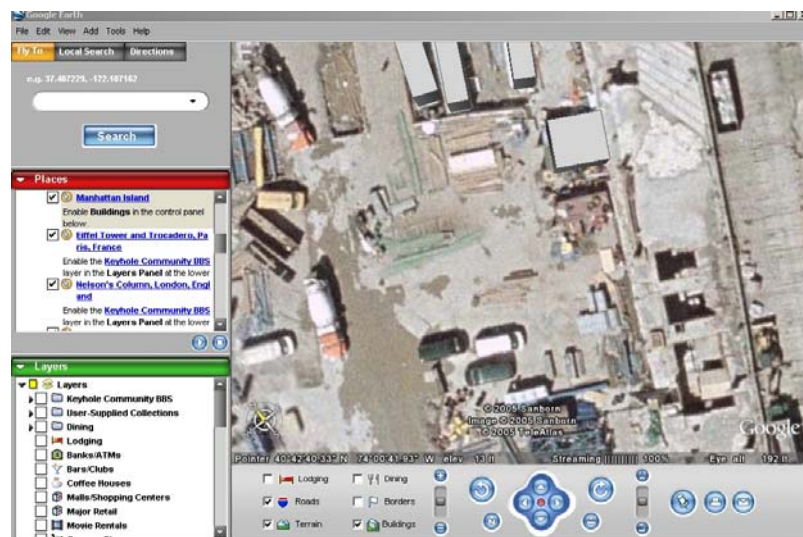 Google Earth
File Edit View Add Tools Help
Fly To Local Search Directions
e.g. 37.407229, -122.107162
Search
Places
Manhattan Island
Enable Buildings in the control panel
below.
Eiffel Tower and Trocadero, Pa
ris, France
Enable the Keyhole Community BBS
layer in the Layers Panel at the lower
Nelson's Column, London, Engl
and
Enable the Keyhole Community BBS
layer in the Layers Panel at the lower
Layers
Layers
Keyhole Community BBS
User-Supplied Collections
Dining
Lodging
Banks/ATMs
Bars/Clubs
Coffee Houses
Malls/Shopping Centers
Major Retail
Movie Rentals
© 2005 Sanborn
Image © 2005 Sanborn
© 2005 TeleAtlas
Google
Pointer 40°42'40.33" N 74°00'41.93" W elev 13 ft Streaming |||||||||| 100% Eye alt 192 ft
Lodging Dining
Roads Borders
Terrain Buildings
N